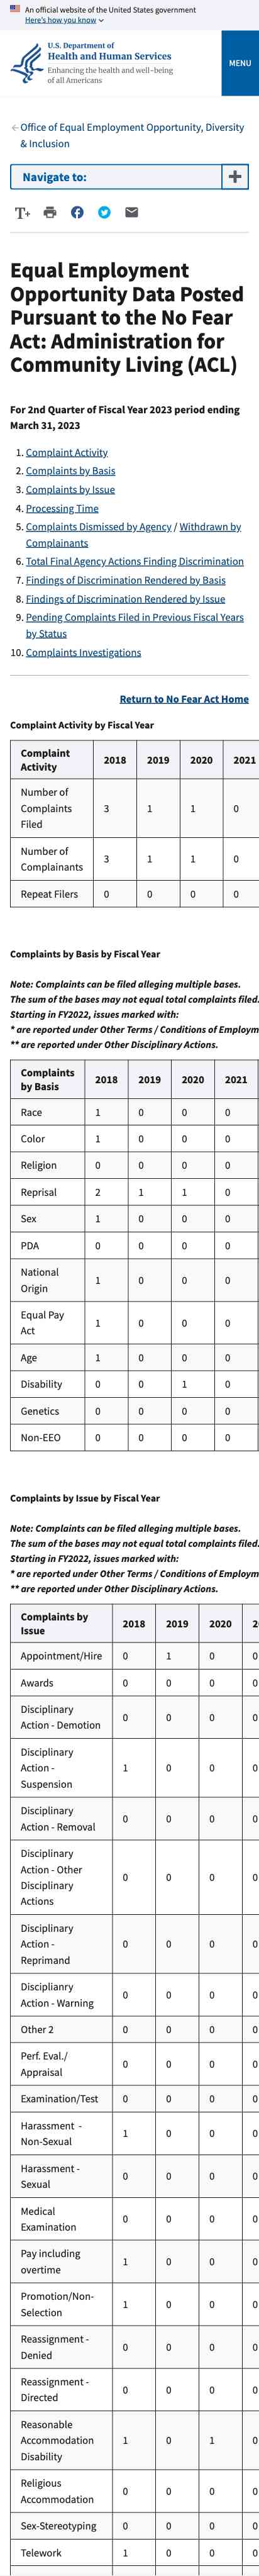 An official website of the United States government
Here's how you know
U.S. Department of
Health and Human Services
Enhancing the health and well-being
of all Americans
MENU
Office of Equal Employment Opportunity, Diversity
& Inclusion
Navigate to:
T+
Equal Employment
Opportunity Data Posted
Pursuant to the No Fear
Act: Administration for
Community Living (ACL)
For 2nd Quarter of Fiscal Year 2023 period ending
March 31, 2023
1. Complaint Activity
2. Complaints by Basis
3. Complaints by Issue
4. Processing Time
5. Complaints Dismissed by Agency / Withdrawn by
Complainants
6. Total Final Agency Actions Finding Discrimination
7. Findings of Discrimination Rendered by Basis
8. Findings of Discrimination Rendered by Issue
9. Pending Complaints Filed in Previous Fiscal Years
by Status
10. Complaints Investigations
Return to No Fear Act Home
Complaint Activity by Fiscal Year
Complaint
Activity 2018 2019 2020 2021
Number of
Complaints
Filed 3 1 1 0
Number of
Complainants 3 1 1 0
Repeat Filers 0 0 0 0
Complaints by Basis by Fiscal Year
Note: Complaints can be filed alleging multiple bases.
The sum of the bases may not equal total complaints filed.
Starting in FY2022, issues marked with:
* are reported under Other Terms / Conditions of Employm
** are reported under Other Disciplinary Actions.
Complaints
by Basis 2018 2019 2020 2021
Race 1 0 0 0
Color 1 0 0 0
Religion 0 0 0 0
Reprisal 2 1 1 0
Sex 1 0 0 0
PDA 0 0 0 0
National
Origin 1 0 0 0
Equal Pay
Act 1 0 0 0
Age 1 0 0 0
Disability 0 0 1 0
Genetics 0 0 0 0
Non-EEO 0 0 0 0
Complaints by Issue by Fiscal Year
Note: Complaints can be filed alleging multiple bases.
The sum of the bases may not equal total complaints filed.
Starting in FY2022, issues marked with:
* are reported under Other Terms / Conditions of Employm
** are reported under Other Disciplinary Actions.
Complaints by
Issue 2018 2019 2020 2
Appointment/Hire 0 1 0 0
Awards 0 0 0 0
Disciplinary
Action - Demotion 0 0 0 0
Disciplinary
Action -
Suspension 1 0 0 0
Disciplinary
Action - Removal 0 0 0 0
Disciplinary
Action - Other
Disciplinary
Actions 0 0 0 0
Disciplinary
Action -
Reprimand 0 0 0 0
Displianry
Action - Warning 0 0 0 0
Other 2 0 0 0 0
Perf. Eval./
Appraisal 0 0 0 0
Examination/Test 0 0 0 0
Harassment -
Non-Sexual 1 0 0 0
Harassment -
Sexual 0 0 0 0
Medical
Examination 0 0 0 0
Pay including
overtime 1 0 0 0
Promotion/Non-
Selection 1 0 0 0
Reassignment -
Denied 0 0 0 0
Reassignment -
Directed 0 0 0 0
Reasonable
Accommodation
Disability 1 0 1 0
Religious
Accommodation 0 0 0 0
Sex-Stereotyping 0 0 0 0
Telework 1 0 0 0